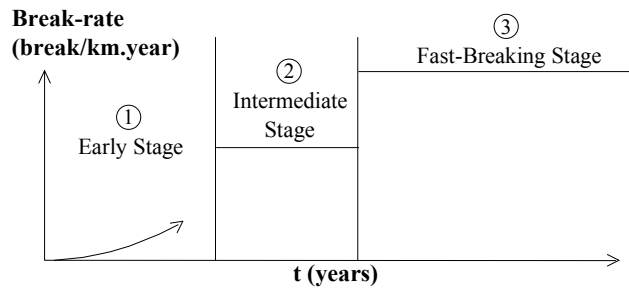 Break-rate
(break/km.year)
①
Early Stage
②
Intermediate
Stage
③
Fast-Breaking Stage
t (years)